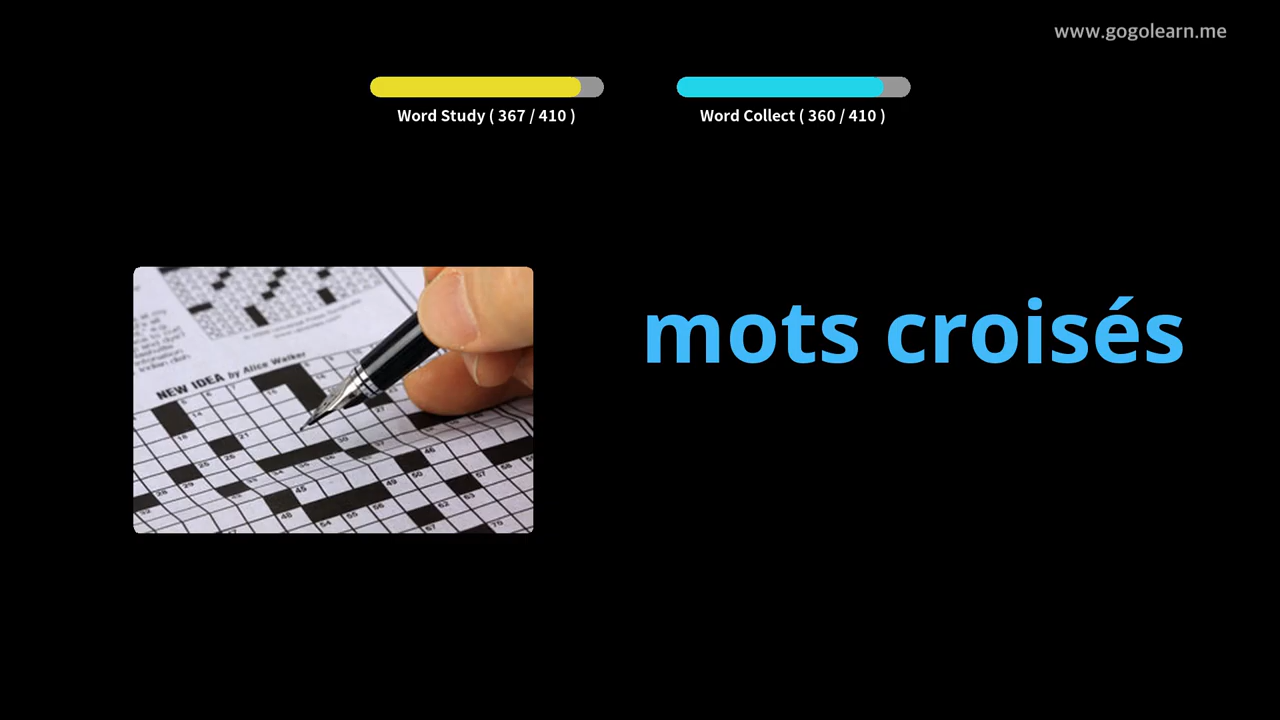 www.gogolearn.me
Word Study ( 367 / 410 )
Word Collect ( 360 / 410 )
mots croisés
NEW IDEA by Alice Walker